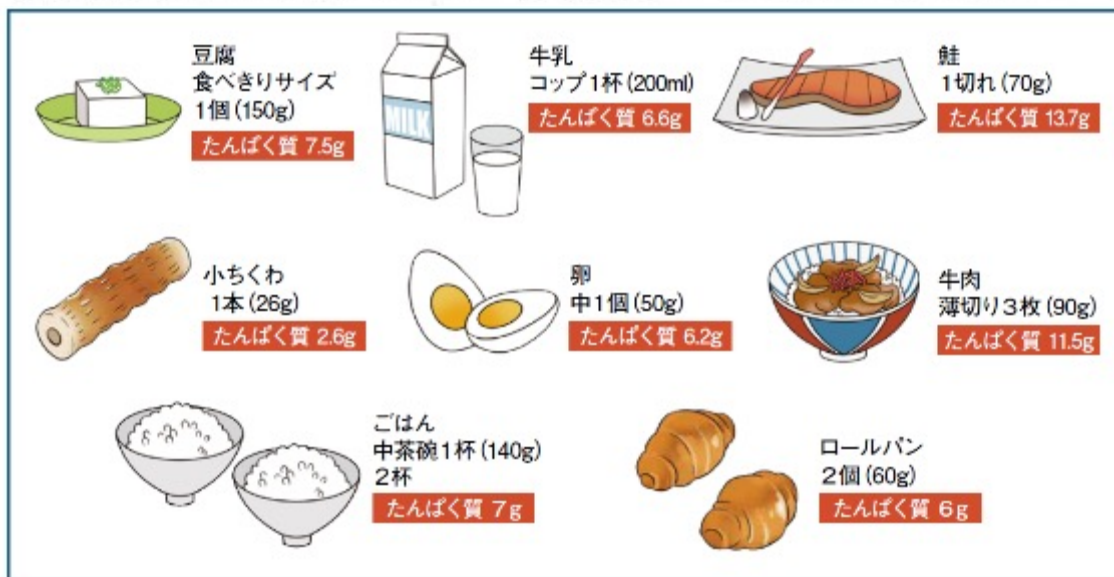 豆腐
食べきりサイズ
1個(150g)
たんぱく質 7.5g
牛乳
コップ1杯(200ml)
たんぱく質 6.6g
MILK
鮭
1切れ(70g)
たんぱく質 13.7g
小ちくわ
1本(26g)
たんぱく質 2.6g
卵
中1個(50g)
たんぱく質 6.2g
牛肉
薄切り3枚(90g)
たんぱく質 11.5g
ごはん
中茶碗1杯(140g)
2杯
たんぱく質 7g
ロールパン
2個(60g)
たんぱく質 6g